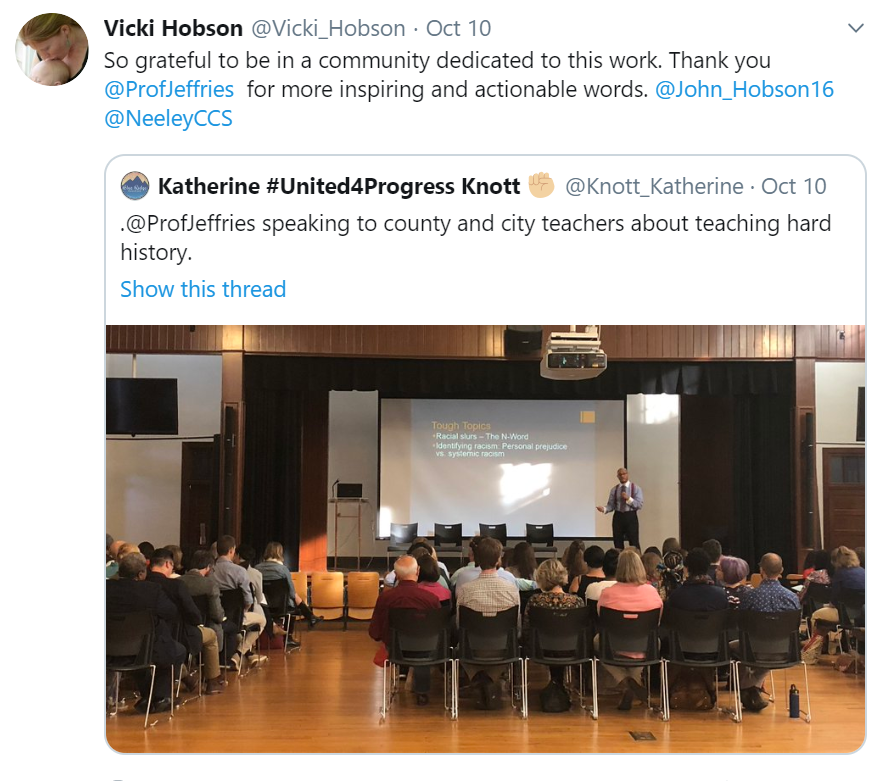 Vicki Hobson @Vicki_Hobson · Oct 10
So grateful to be in a community dedicated to this work. Thank you
@ProfJeffries for more inspiring and actionable words. @John_Hobson16
@NeeleyCCS
Katherine #United4Progress Knott ✊🏼 @Knott_Katherine · Oct 10
.@ProfJeffries speaking to county and city teachers about teaching hard
history.
Show this thread
Tough Topics
•Racial slurs – The N-Word
•Identifying racism: Personal prejudice
vs. systemic racism